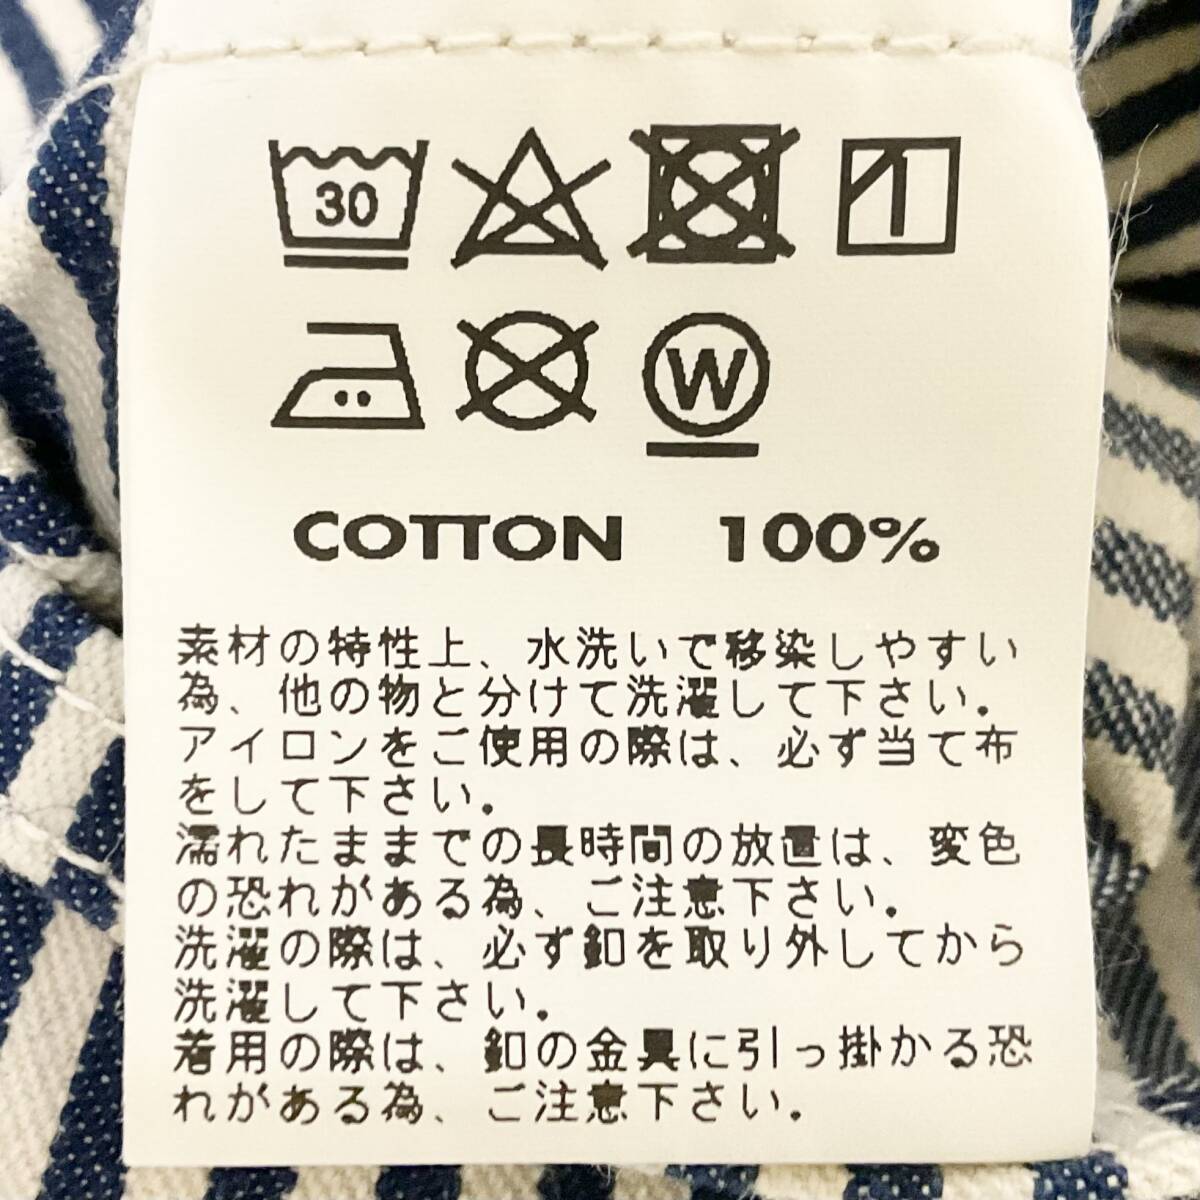 30
W
COTTON 100%
素材の特性上、水洗いで移染しやすい
為、他の物と分けて洗濯して下さい。
アイロンをご使用の際は、必ず当て布
をして下さい。
濡れたままでの長時間の放置は、変色
の恐れがある為、ご注意下さい。
洗濯の際は、必ず釦を取り外してから
洗濯して下さい。
着用の際は、釦の金具に引っ掛かる恐
れがある為、ご注意下さい。